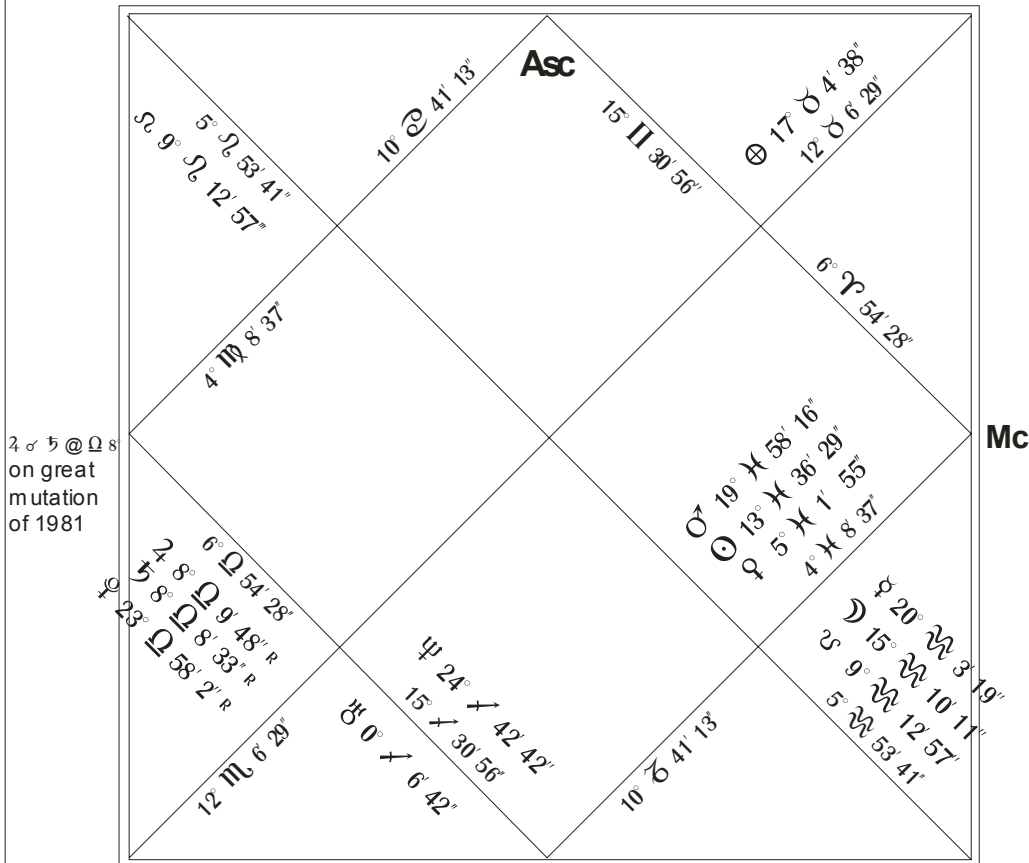 Asc
10° ♋ 41' 13"
15° ♊ 30' 56"
⊗ 17° ♉ 4' 38"
12° ♉ 6' 29"
5° ♌ 53' 41"
☊ 9° ♌ 12' 57"
6° ♈ 54' 28"
4° ♍ 8' 37"
♃ ☌ ♄ @ ♎ 8°
on great
mutation
of 1981
Mc
♂ 19° ♓ 58' 16"
☉ 13° ♓ 36' 29"
♀ 5° ♓ 1' 55"
4° ♓ 8' 37"
6° ♎ 54' 28"
♃ 8° ♎ 9' 48" R
♄ 8° ♎ 8' 33" R
♇ 23° ♎ 58' 2" R
☿ 20° ♒ 3' 19"
☽ 15° ♒ 10' 11"
☋ 9° ♒ 12' 57"
5° ♒ 53' 41"
♆ 24° ♐ 42' 42"
15° ♐ 30' 56"
♅ 0° ♐ 6' 42"
12° ♏ 6' 29"
10° ♑ 41' 13"